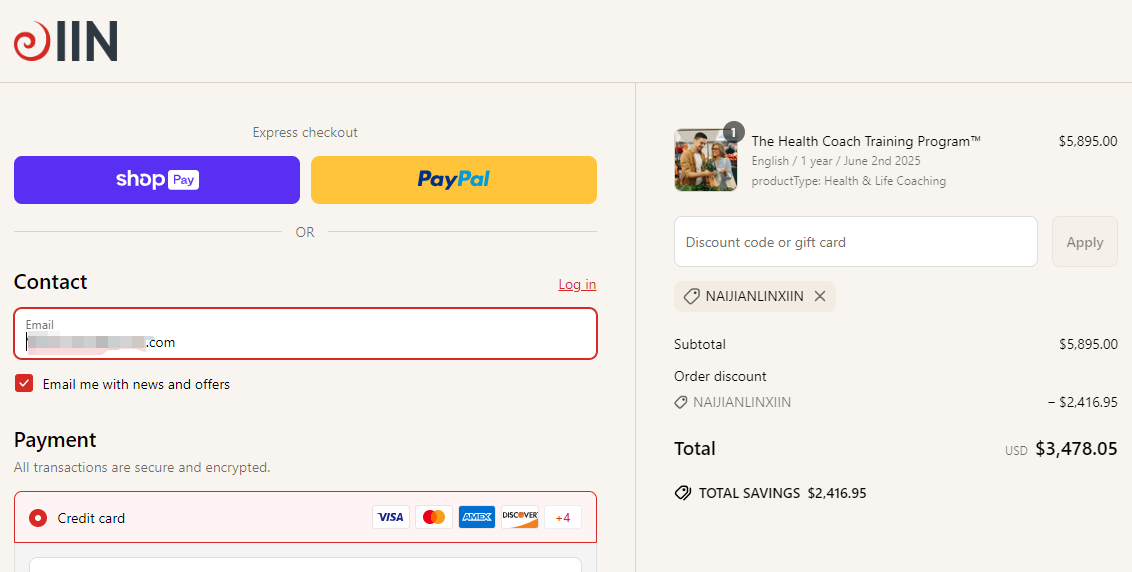 IIN
Express checkout
shop Pay
PayPal
OR
Contact
Log in
Email
.com
Email me with news and offers
Payment
All transactions are secure and encrypted.
Credit card
VISA
AMEX
DISCOVER
+4
1
The Health Coach Training Program™
$5,895.00
English / 1 year / June 2nd 2025
productType: Health & Life Coaching
Discount code or gift card
Apply
NAIJIANLINXIIN
Subtotal
$5,895.00
Order discount
NAIJIANLINXIIN
− $2,416.95
Total
USD $3,478.05
TOTAL SAVINGS $2,416.95